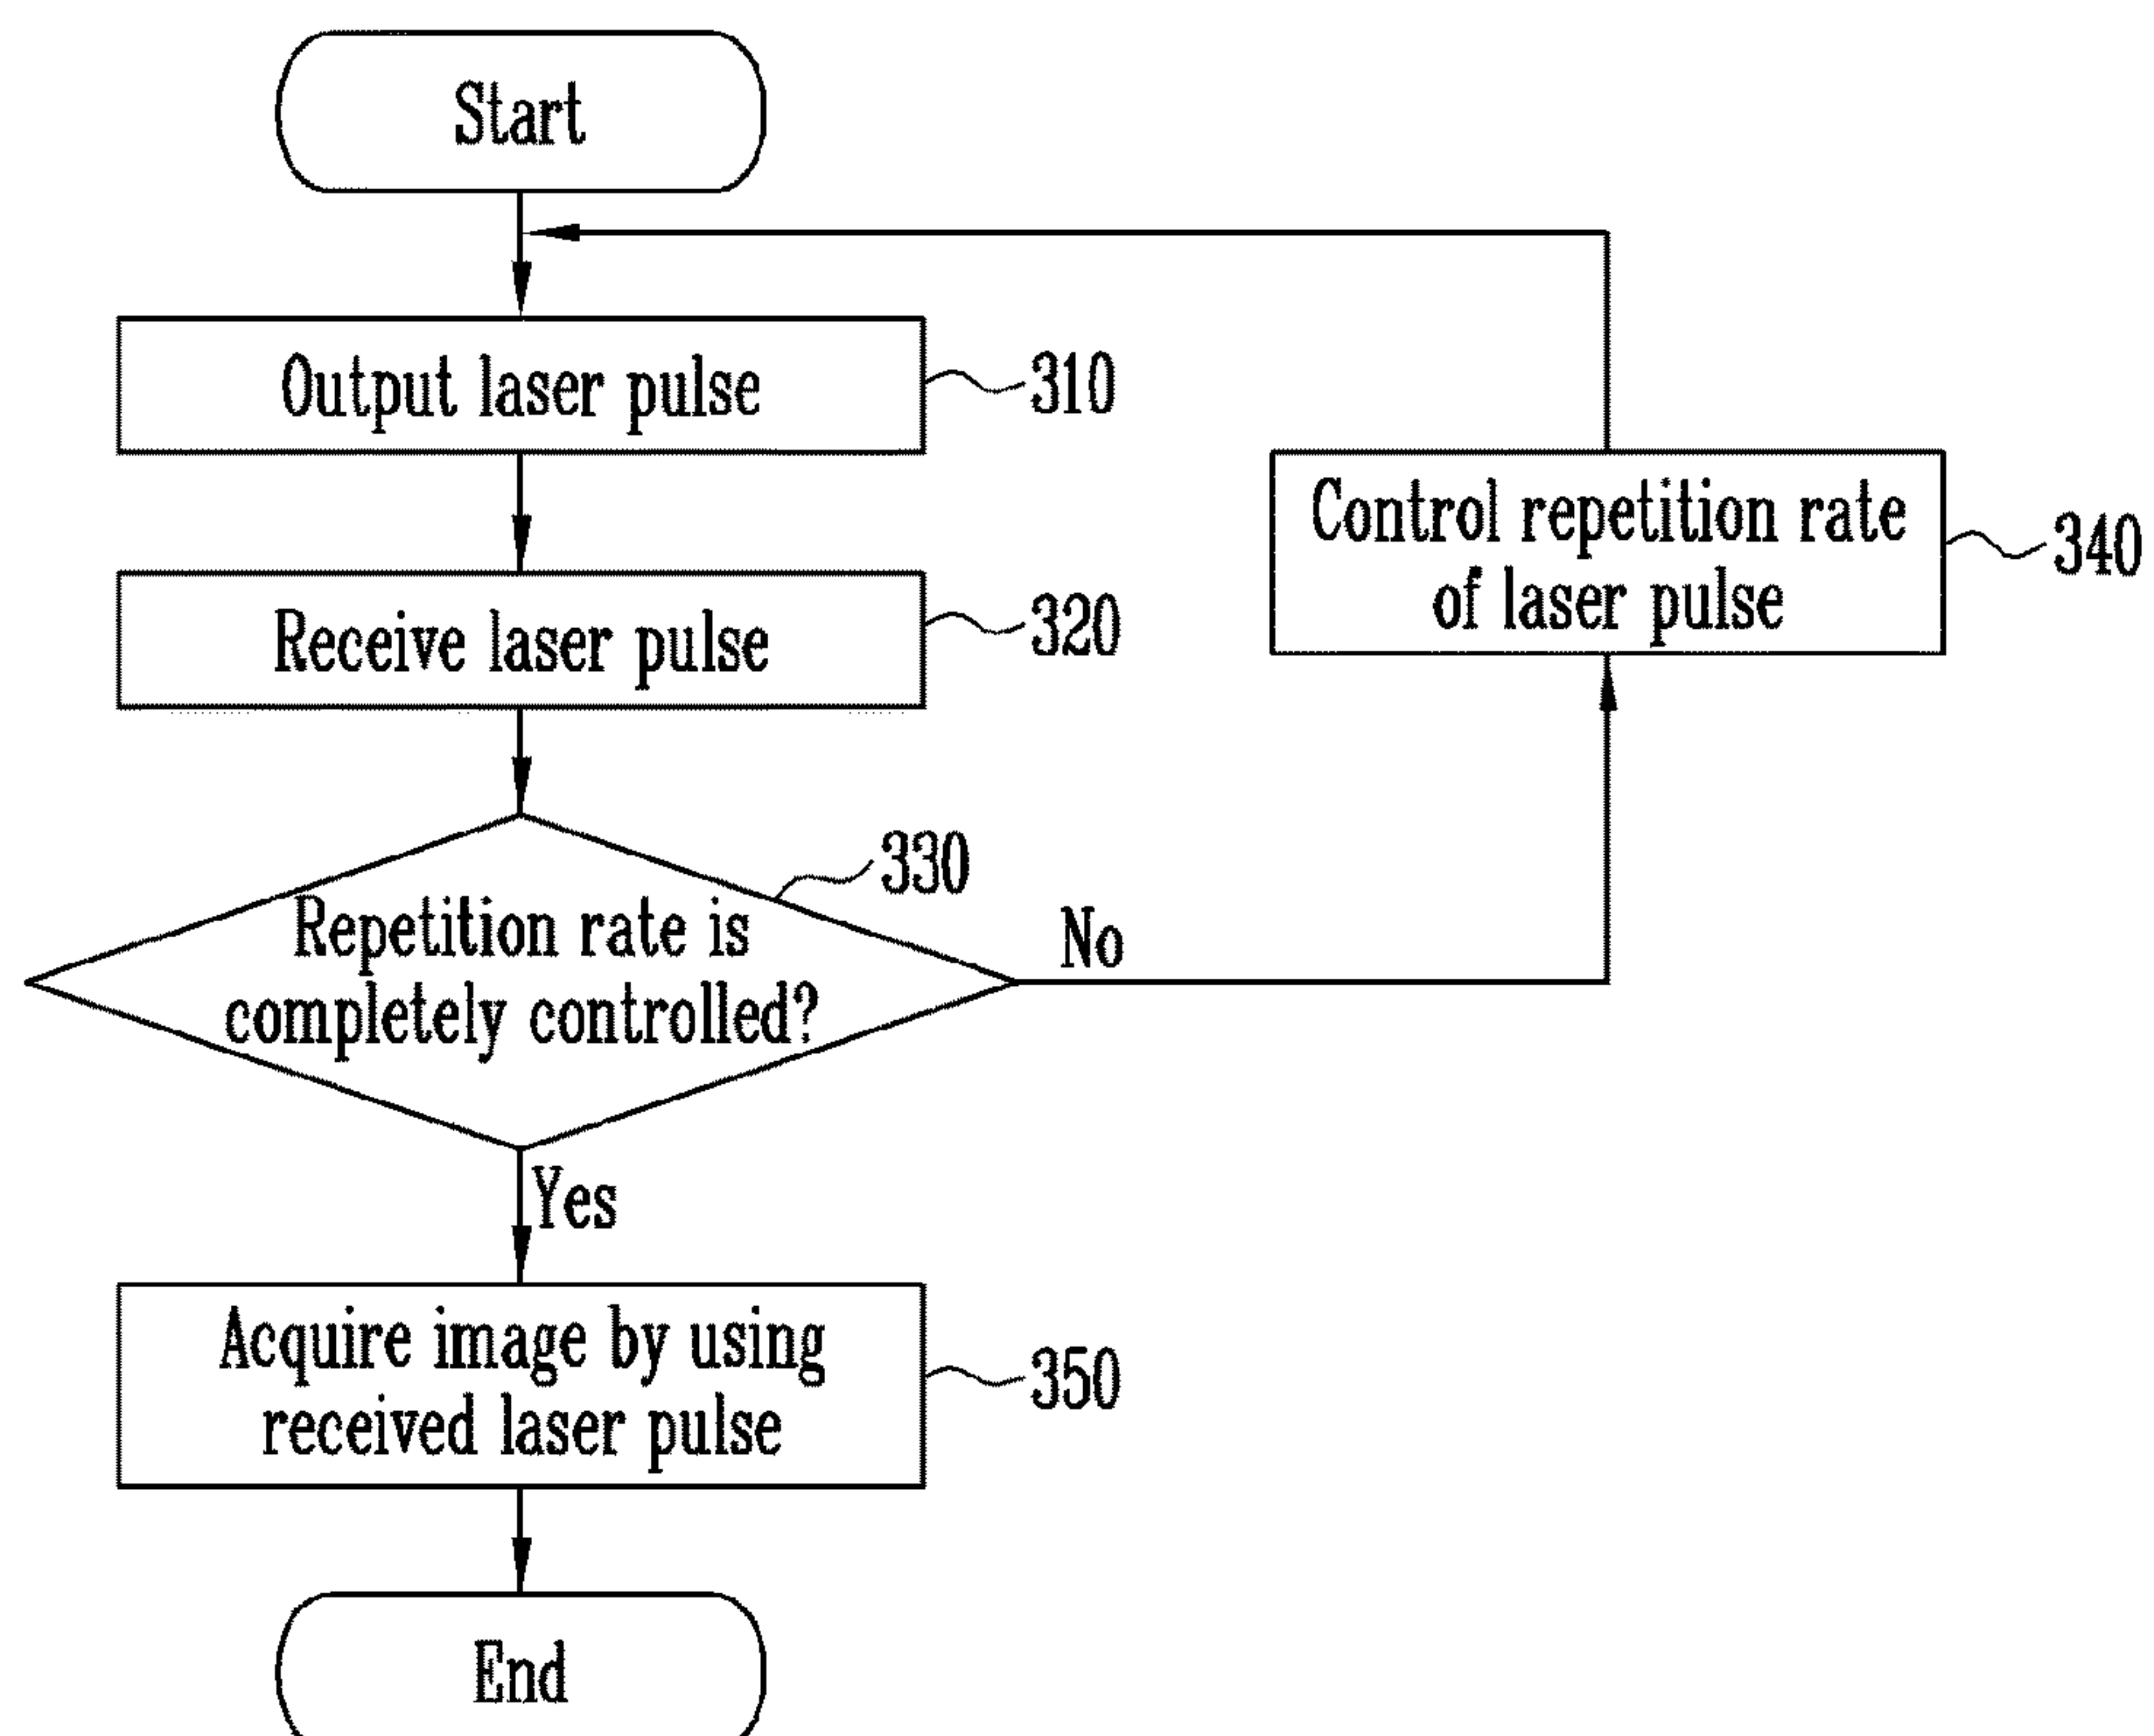 Start
Output laser pulse
310
Receive laser pulse
320
Control repetition rate
of laser pulse
340
330
Repetition rate is
completely controlled?
No
Yes
Acquire image by using
received laser pulse
350
End